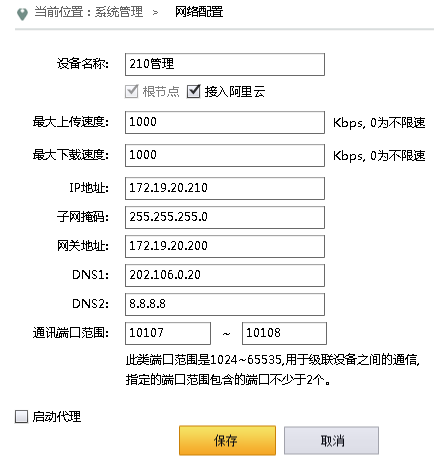 当前位置：系统管理 > 网络配置
设备名称: 210管理
根节点 接入阿里云
最大上传速度: 1000 Kbps, 0为不限速
最大下载速度: 1000 Kbps, 0为不限速
IP地址: 172.19.20.210
子网掩码: 255.255.255.0
网关地址: 172.19.20.200
DNS1: 202.106.0.20
DNS2: 8.8.8.8
通讯端口范围: 10107 ~ 10108
此类端口范围是1024~65535,用于级联设备之间的通信,
指定的端口范围包含的端口不少于2个。
启动代理
保存 取消